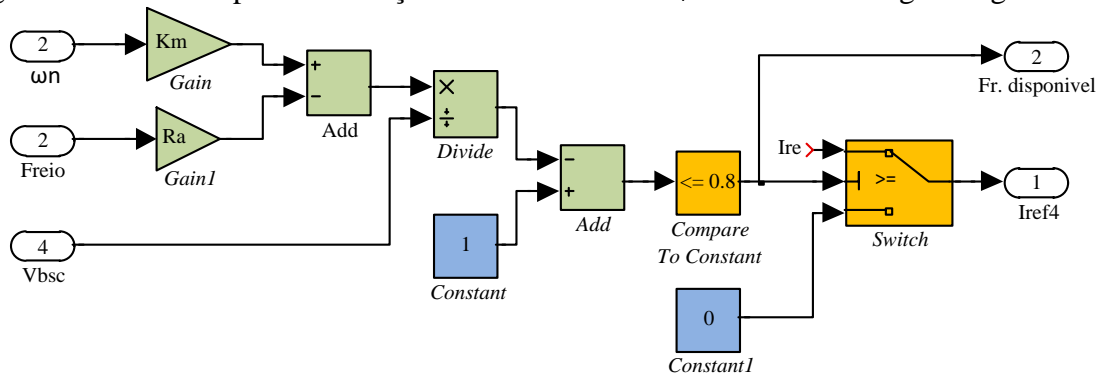 2
ωn
Km
Gain
+
−
Add
×
÷
Divide
2
Freio
Ra
Gain1
4
Vbsc
1
Constant
−
+
Add
<= 0.8
Compare
To Constant
2
Fr. disponivel
Ire
>=
Switch
1
Iref4
0
Constant1